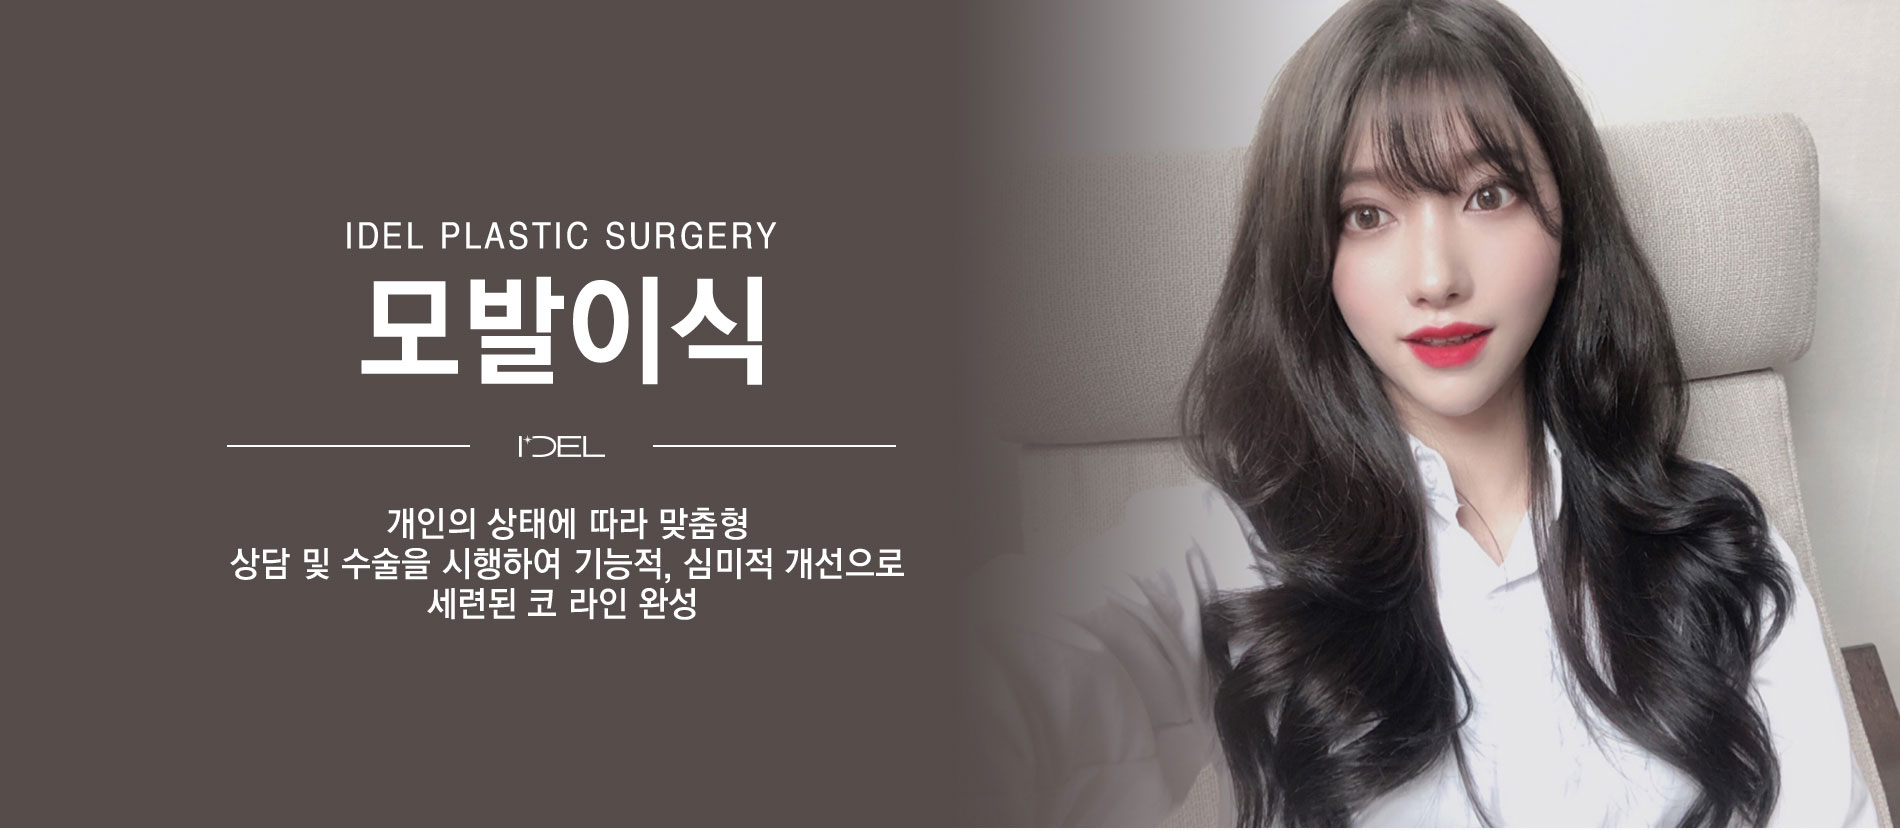 IDEL PLASTIC SURGERY
모발이식
IDEL
개인의 상태에 따라 맞춤형
상담 및 수술을 시행하여 기능적, 심미적 개선으로
세련된 코 라인 완성